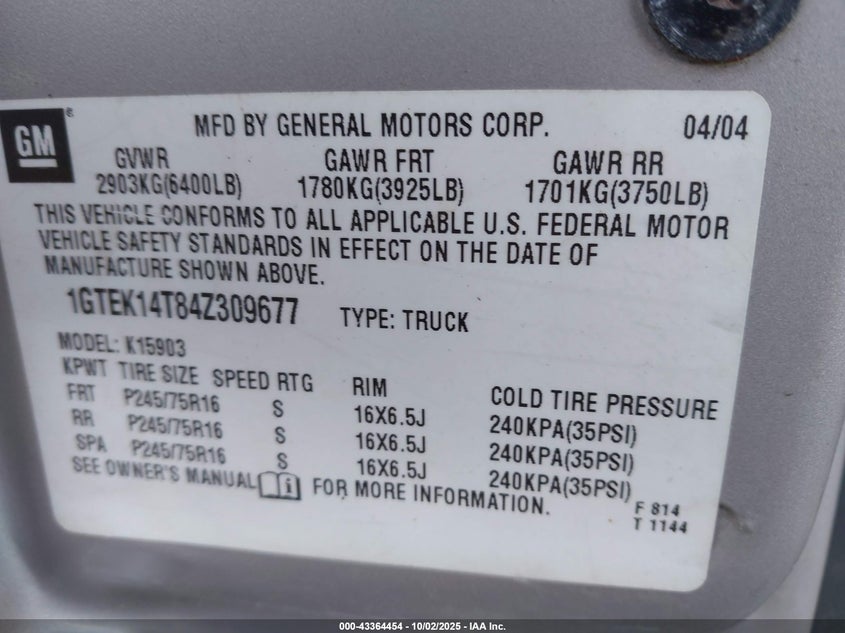 GM ®
MFD BY GENERAL MOTORS CORP. 04/04
GVWR GAWR FRT GAWR RR
2903KG(6400LB) 1780KG(3925LB) 1701KG(3750LB)
THIS VEHICLE CONFORMS TO ALL APPLICABLE U.S. FEDERAL MOTOR
VEHICLE SAFETY STANDARDS IN EFFECT ON THE DATE OF
MANUFACTURE SHOWN ABOVE.
1GTEK14T84Z309677 TYPE: TRUCK
MODEL: K15903
KPWT TIRE SIZE SPEED RTG RIM COLD TIRE PRESSURE
FRT P245/75R16 S 16X6.5J 240KPA(35PSI)
RR P245/75R16 S 16X6.5J 240KPA(35PSI)
SPA P245/75R16 S 16X6.5J 240KPA(35PSI)
SEE OWNER'S MANUAL i FOR MORE INFORMATION.
F 814
T 1144
000-43364454 - 10/02/2025 - IAA Inc.